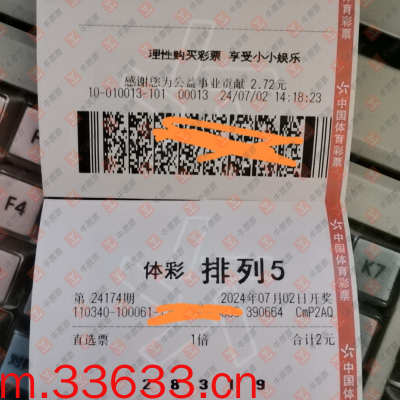 理性购买彩票 享受小小娱乐
感谢您为公益事业贡献 2.72元
10-010013-101 00013 24/07/02 14:18:23
中国体育彩票
体彩 排列5
第 24174期 2024年07月02日开奖
110340-100061- 390664 CmP2AQ
直选票 1倍 合计2元
m.33633.cn
中国体育彩票
F4
K7